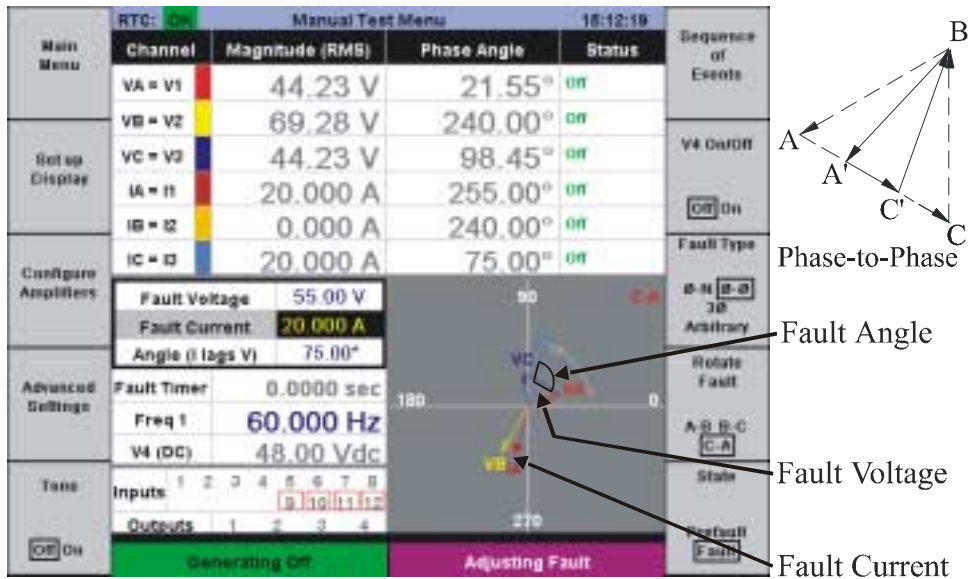 RTC: OK Manual Test Menu 15:12:19
Main Menu
Set up Display
Configure Amplifiers
Advanced Settings
Tans
Off On
Channel Magnitude (RMS) Phase Angle Status
VA = V1 44.23 V 21.55° Off
VB = V2 69.28 V 240.00° Off
VC = V3 44.23 V 98.45° Off
IA = I1 20.000 A 255.00° Off
IB = I2 0.000 A 240.00° Off
IC = I3 20.000 A 75.00° Off
Fault Voltage 55.00 V
Fault Current 20.000 A
Angle (I lags V) 75.00°
Fault Timer 0.0000 sec
Freq 1 60.000 Hz
V4 (DC) 48.00 Vdc
Inputs 1 2 3 4 5 6 7 8
9 10 11 12
Outputs 1 2 3 4
Generating Off
90
C-A
VC
180
0
VB
270
Adjusting Fault
Sequence of Events
V4 On/Off
Off On
Fault Type
Ø-N Ø-Ø
3Ø
Arbitrary
Rotate Fault
A-B B-C
C-A
State
Prefault
Fault
B
A
A'
C'
C
Phase-to-Phase
Fault Angle
Fault Voltage
Fault Current